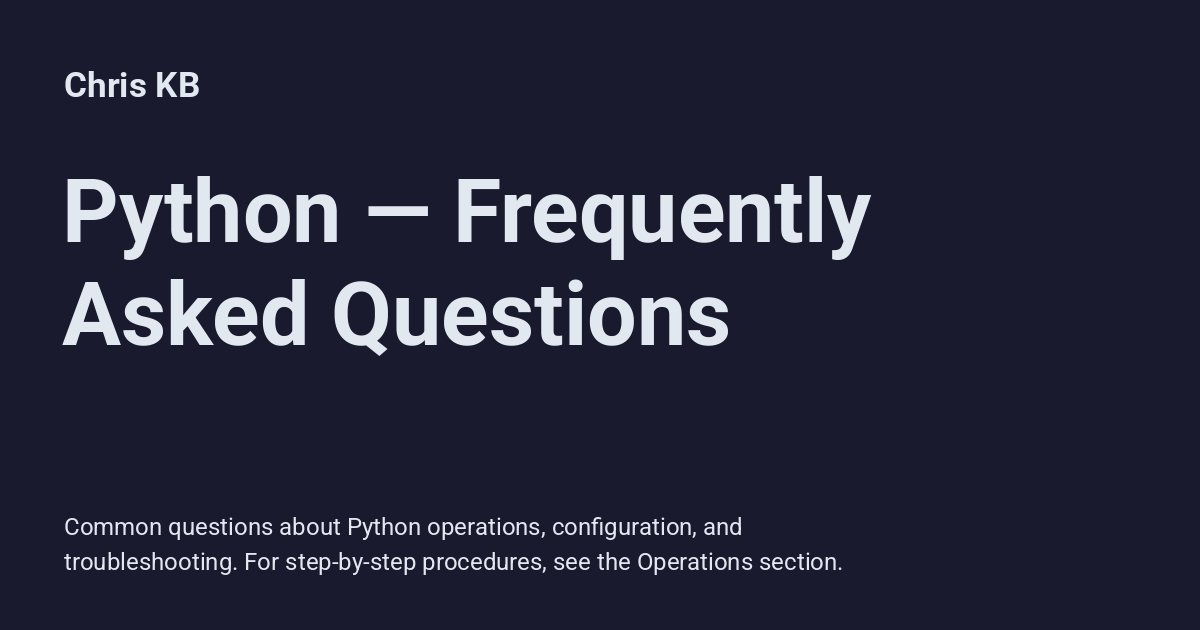 Chris KB
Python — Frequently
Asked Questions
Common questions about Python operations, configuration, and
troubleshooting. For step-by-step procedures, see the Operations section.